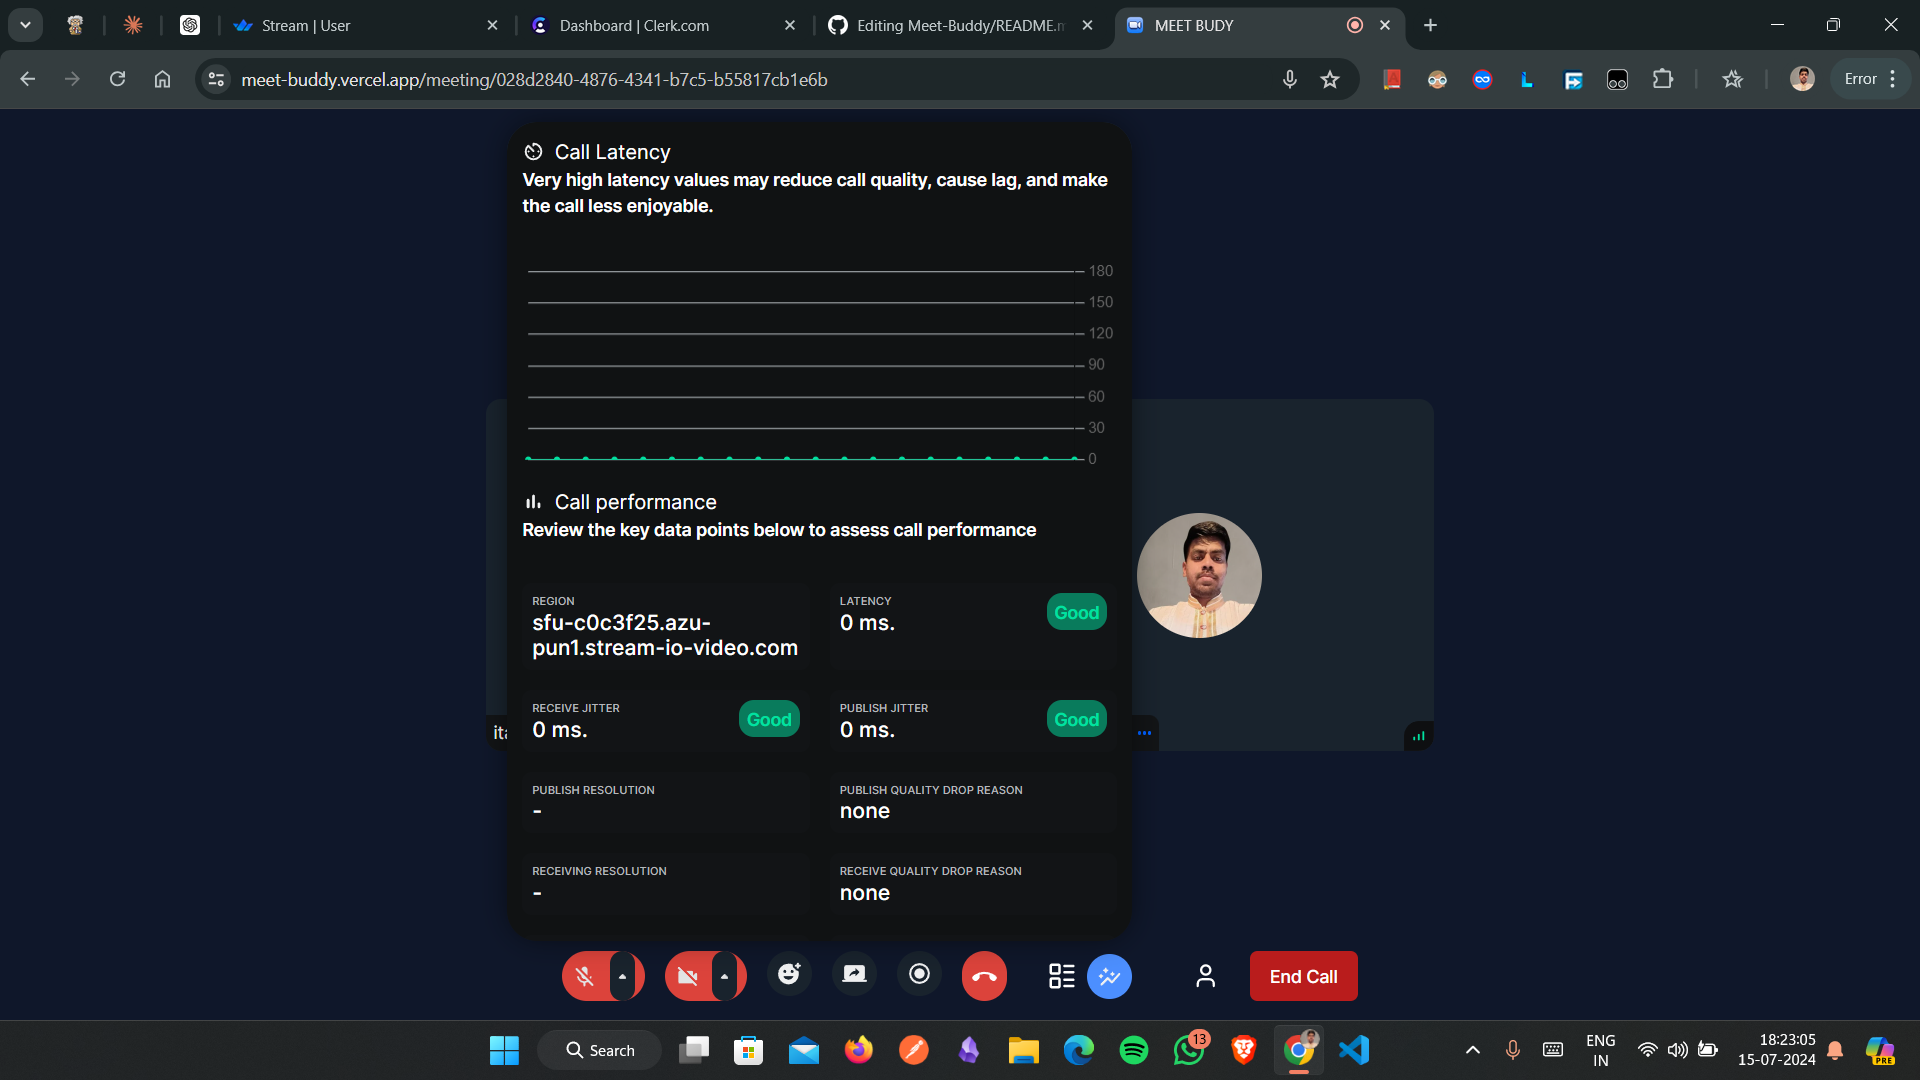 Stream | User
Dashboard | Clerk.com
Editing Meet-Buddy/README.m
MEET BUDY
meet-buddy.vercel.app/meeting/028d2840-4876-4341-b7c5-b55817cb1e6b
Error
Call Latency
Very high latency values may reduce call quality, cause lag, and make
the call less enjoyable.
180
150
120
90
60
30
0
Call performance
Review the key data points below to assess call performance
REGION
sfu-c0c3f25.azu-
pun1.stream-io-video.com
LATENCY
0 ms.
Good
RECEIVE JITTER
0 ms.
Good
PUBLISH JITTER
0 ms.
Good
PUBLISH RESOLUTION
-
PUBLISH QUALITY DROP REASON
none
RECEIVING RESOLUTION
-
RECEIVE QUALITY DROP REASON
none
End Call
Search
13
ENG
IN
18:23:05
15-07-2024
PRE